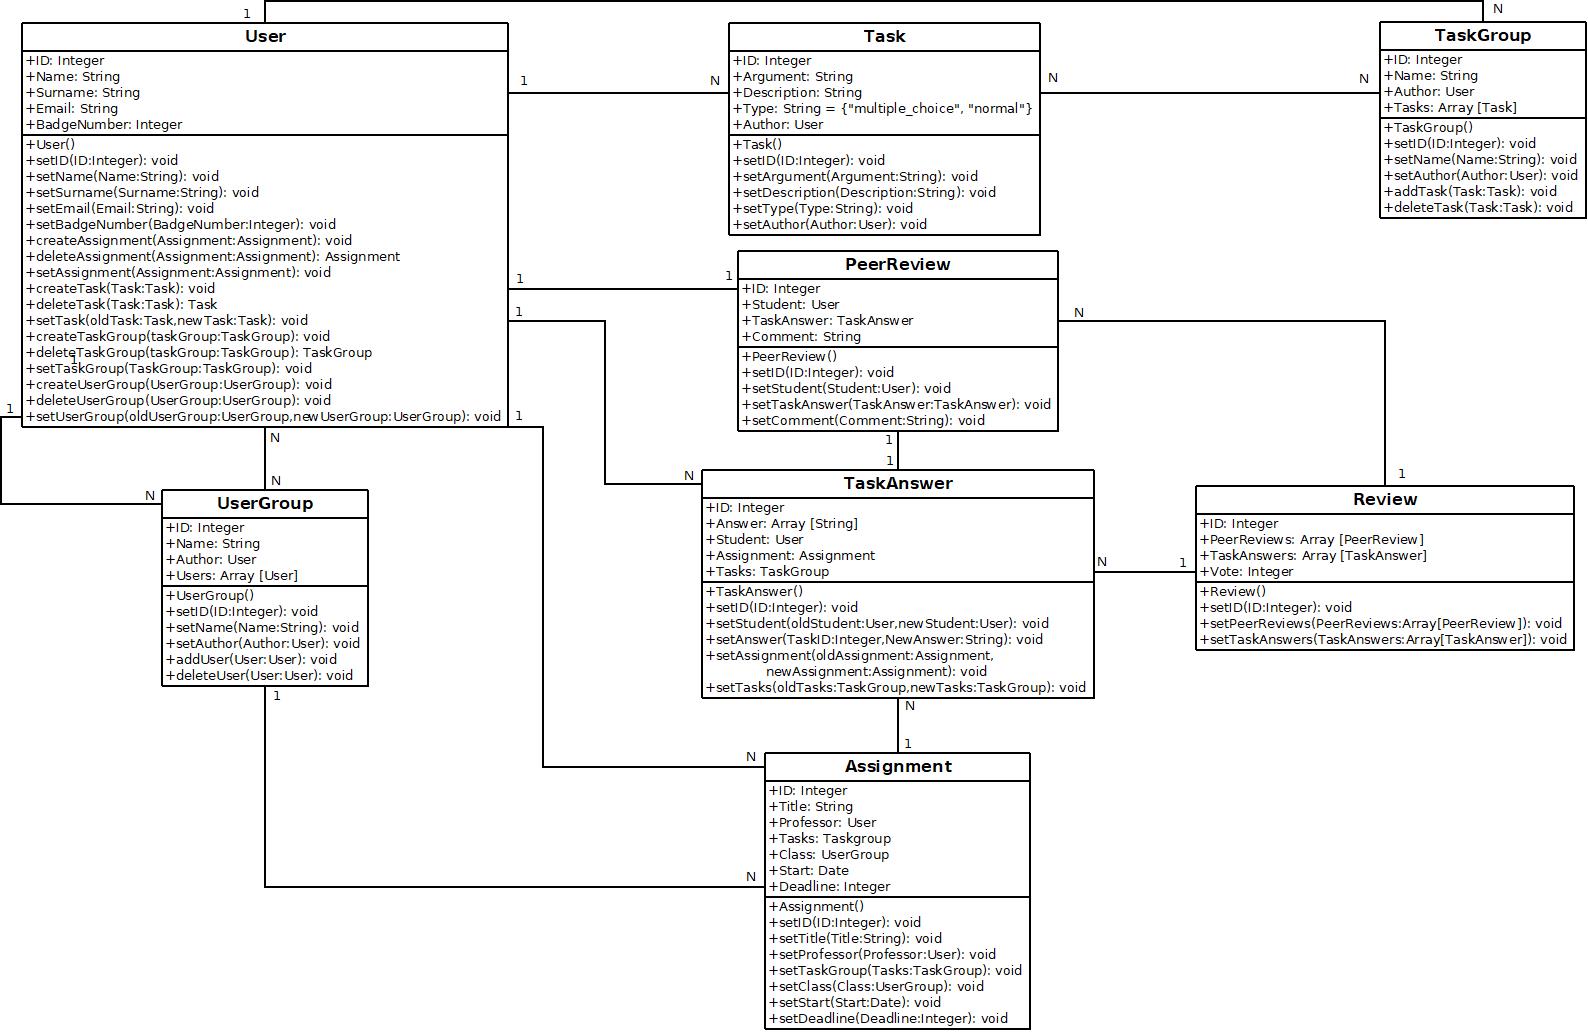 1
N
User
+ID: Integer
+Name: String
+Surname: String
+Email: String
+BadgeNumber: Integer
+User()
+setID(ID:Integer): void
+setName(Name:String): void
+setSurname(Surname:String): void
+setEmail(Email:String): void
+setBadgeNumber(BadgeNumber:Integer): void
+createAssignment(Assignment:Assignment): void
+deleteAssignment(Assignment:Assignment): Assignment
+setAssignment(Assignment:Assignment): void
+createTask(Task:Task): void
+deleteTask(Task:Task): Task
+setTask(oldTask:Task,newTask:Task): void
+createTaskGroup(taskGroup:TaskGroup): void
+deleteTaskGroup(taskGroup:TaskGroup): TaskGroup
1
+setTaskGroup(TaskGroup:TaskGroup): void
+createUserGroup(UserGroup:UserGroup): void
+deleteUserGroup(UserGroup:UserGroup): void
+setUserGroup(oldUserGroup:UserGroup,newUserGroup:UserGroup): void
1
N
Task
+ID: Integer
+Argument: String
+Description: String
+Type: String = {"multiple_choice", "normal"}
+Author: User
+Task()
+setID(ID:Integer): void
+setArgument(Argument:String): void
+setDescription(Description:String): void
+setType(Type:String): void
+setAuthor(Author:User): void
N
N
TaskGroup
+ID: Integer
+Name: String
+Author: User
+Tasks: Array [Task]
+TaskGroup()
+setID(ID:Integer): void
+setName(Name:String): void
+setAuthor(Author:User): void
+addTask(Task:Task): void
+deleteTask(Task:Task): void
1
1
PeerReview
+ID: Integer
+Student: User
+TaskAnswer: TaskAnswer
+Comment: String
+PeerReview()
+setID(ID:Integer): void
+setStudent(Student:User): void
+setTaskAnswer(TaskAnswer:TaskAnswer): void
+setComment(Comment:String): void
N
1
1
1
1
1
N
N
N
1
1
N
UserGroup
+ID: Integer
+Name: String
+Author: User
+Users: Array [User]
+UserGroup()
+setID(ID:Integer): void
+setName(Name:String): void
+setAuthor(Author:User): void
+addUser(User:User): void
+deleteUser(User:User): void
1
TaskAnswer
+ID: Integer
+Answer: Array [String]
+Student: User
+Assignment: Assignment
+Tasks: TaskGroup
+TaskAnswer()
+setID(ID:Integer): void
+setStudent(oldStudent:User,newStudent:User): void
+setAnswer(TaskID:Integer,NewAnswer:String): void
+setAssignment(oldAssignment:Assignment,
newAssignment:Assignment): void
+setTasks(oldTasks:TaskGroup,newTasks:TaskGroup): void
N
1
Review
+ID: Integer
+PeerReviews: Array [PeerReview]
+TaskAnswers: Array [TaskAnswer]
+Vote: Integer
+Review()
+setID(ID:Integer): void
+setPeerReviews(PeerReviews:Array[PeerReview]): void
+setTaskAnswers(TaskAnswers:Array[TaskAnswer]): void
N
1
N
N
Assignment
+ID: Integer
+Title: String
+Professor: User
+Tasks: Taskgroup
+Class: UserGroup
+Start: Date
+Deadline: Integer
+Assignment()
+setID(ID:Integer): void
+setTitle(Title:String): void
+setProfessor(Professor:User): void
+setTaskGroup(Tasks:TaskGroup): void
+setClass(Class:UserGroup): void
+setStart(Start:Date): void
+setDeadline(Deadline:Integer): void